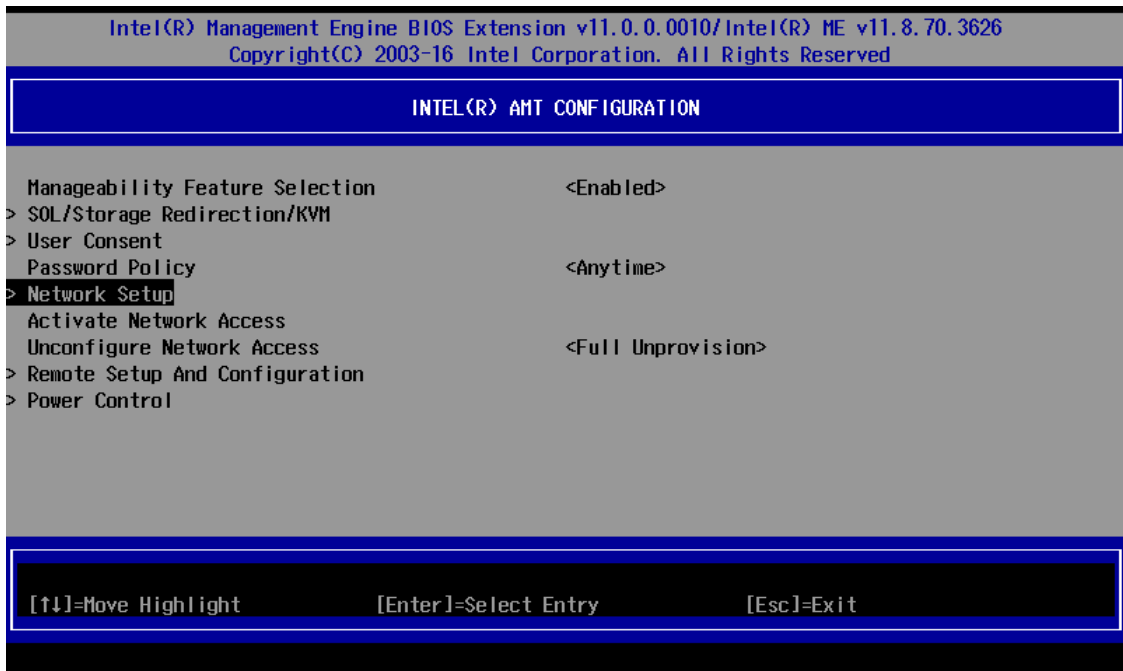 Intel(R) Management Engine BIOS Extension v11.0.0.0010/Intel(R) ME v11.8.70.3626
Copyright(C) 2003-16 Intel Corporation. All Rights Reserved
INTEL(R) AMT CONFIGURATION
Manageability Feature Selection <Enabled>
> SOL/Storage Redirection/KVM
> User Consent
Password Policy <Anytime>
> Network Setup
Activate Network Access
Unconfigure Network Access <Full Unprovision>
> Remote Setup And Configuration
> Power Control
[↑↓]=Move Highlight [Enter]=Select Entry [Esc]=Exit